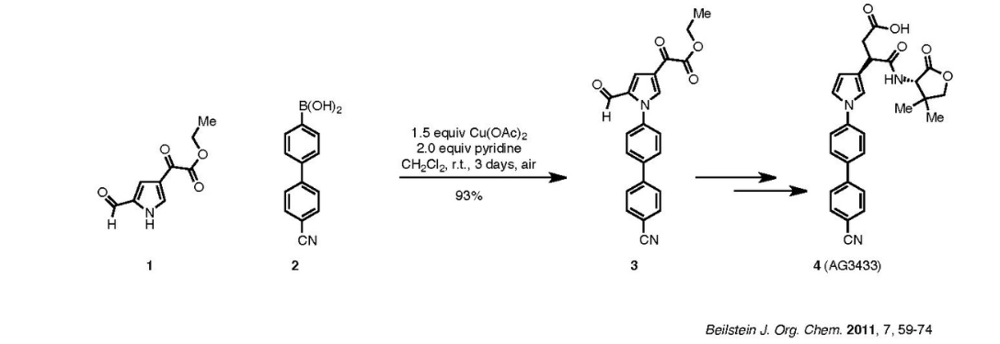 O
OH
O
O
HN
O
N
Me
Me
CN
4 (AG3433)
Me
O
O
O
O
H
N
CN
3
1.5 equiv Cu(OAc)₂
2.0 equiv pyridine
CH₂Cl₂, r.t., 3 days, air
93%
B(OH)₂
CN
2
Me
O
O
O
O
H
N
H
1
Beilstein J. Org. Chem. 2011, 7, 59-74